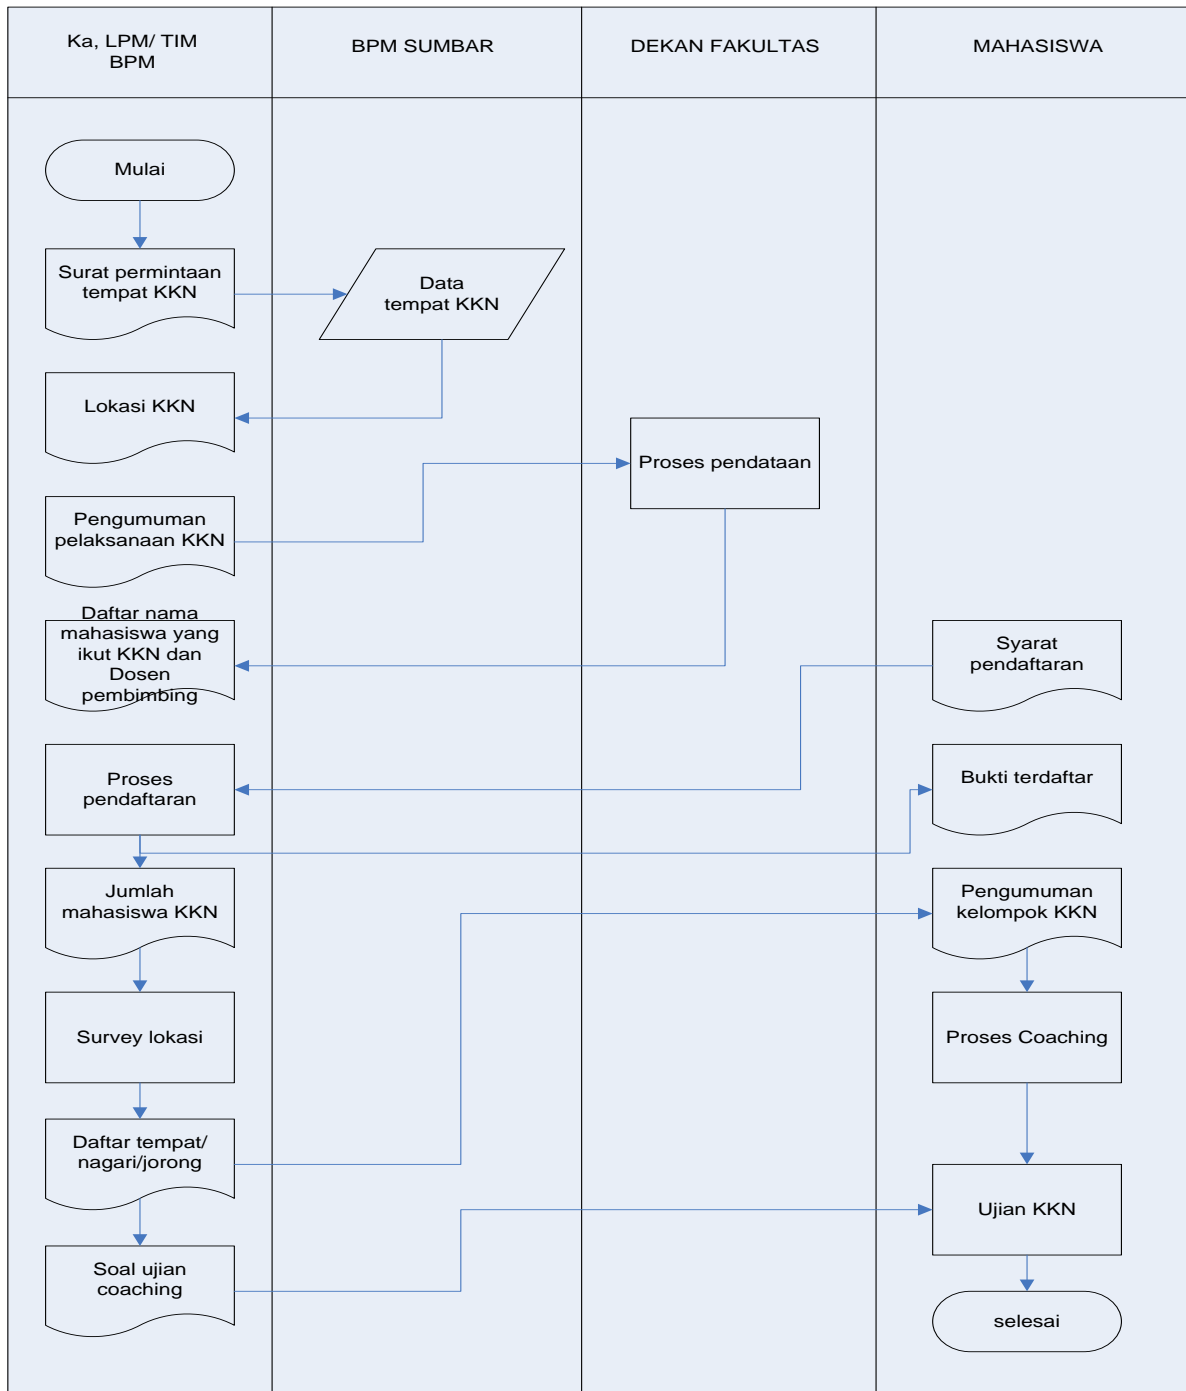 Ka, LPM/ TIM
BPM
BPM SUMBAR
DEKAN FAKULTAS
MAHASISWA
Mulai
Surat permintaan
tempat KKN
Data
tempat KKN
Lokasi KKN
Proses pendataan
Pengumuman
pelaksanaan KKN
Daftar nama
mahasiswa yang
ikut KKN dan
Dosen
pembimbing
Syarat
pendaftaran
Proses
pendaftaran
Bukti terdaftar
Jumlah
mahasiswa KKN
Pengumuman
kelompok KKN
Survey lokasi
Proses Coaching
Daftar tempat/
nagari/jorong
Ujian KKN
Soal ujian
coaching
selesai